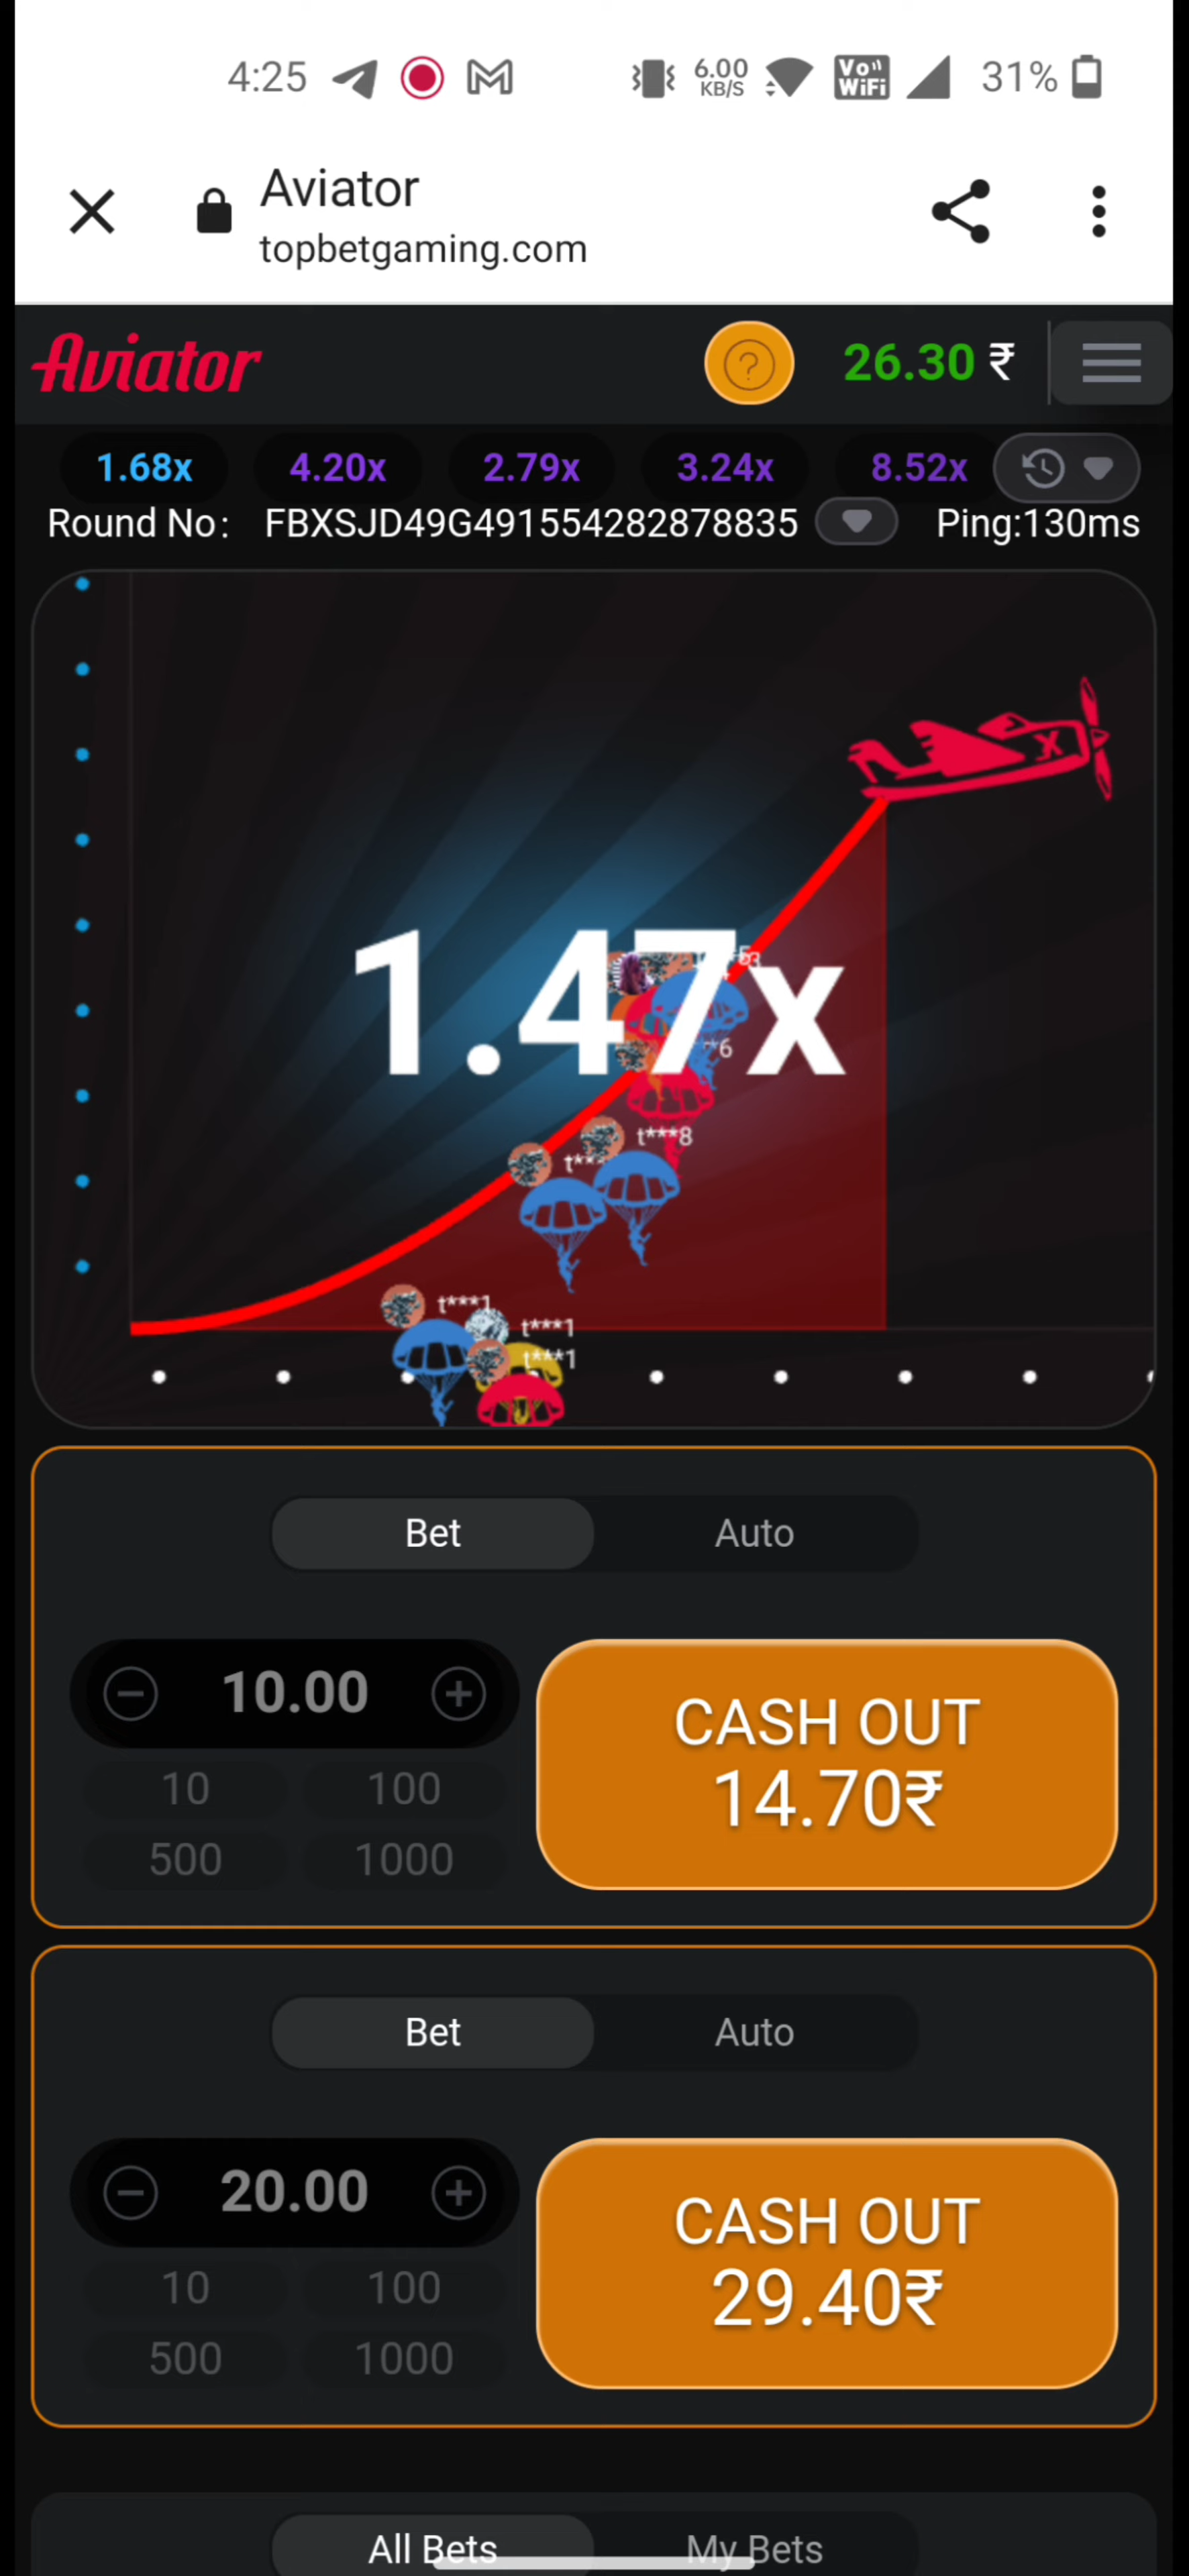 4:25 6.00 KB/S Vo WiFi 31%
Aviator
topbetgaming.com
Aviator 26.30 ₹
1.68x 4.20x 2.79x 3.24x 8.52x
Round No: FBXSJD49G491554282878835 Ping:130ms
1.47x
t***8
t***1
t***1
t***1
Bet Auto
10.00
CASH OUT
14.70₹
10 100
500 1000
Bet Auto
20.00
CASH OUT
29.40₹
10 100
500 1000
All Bets My Bets